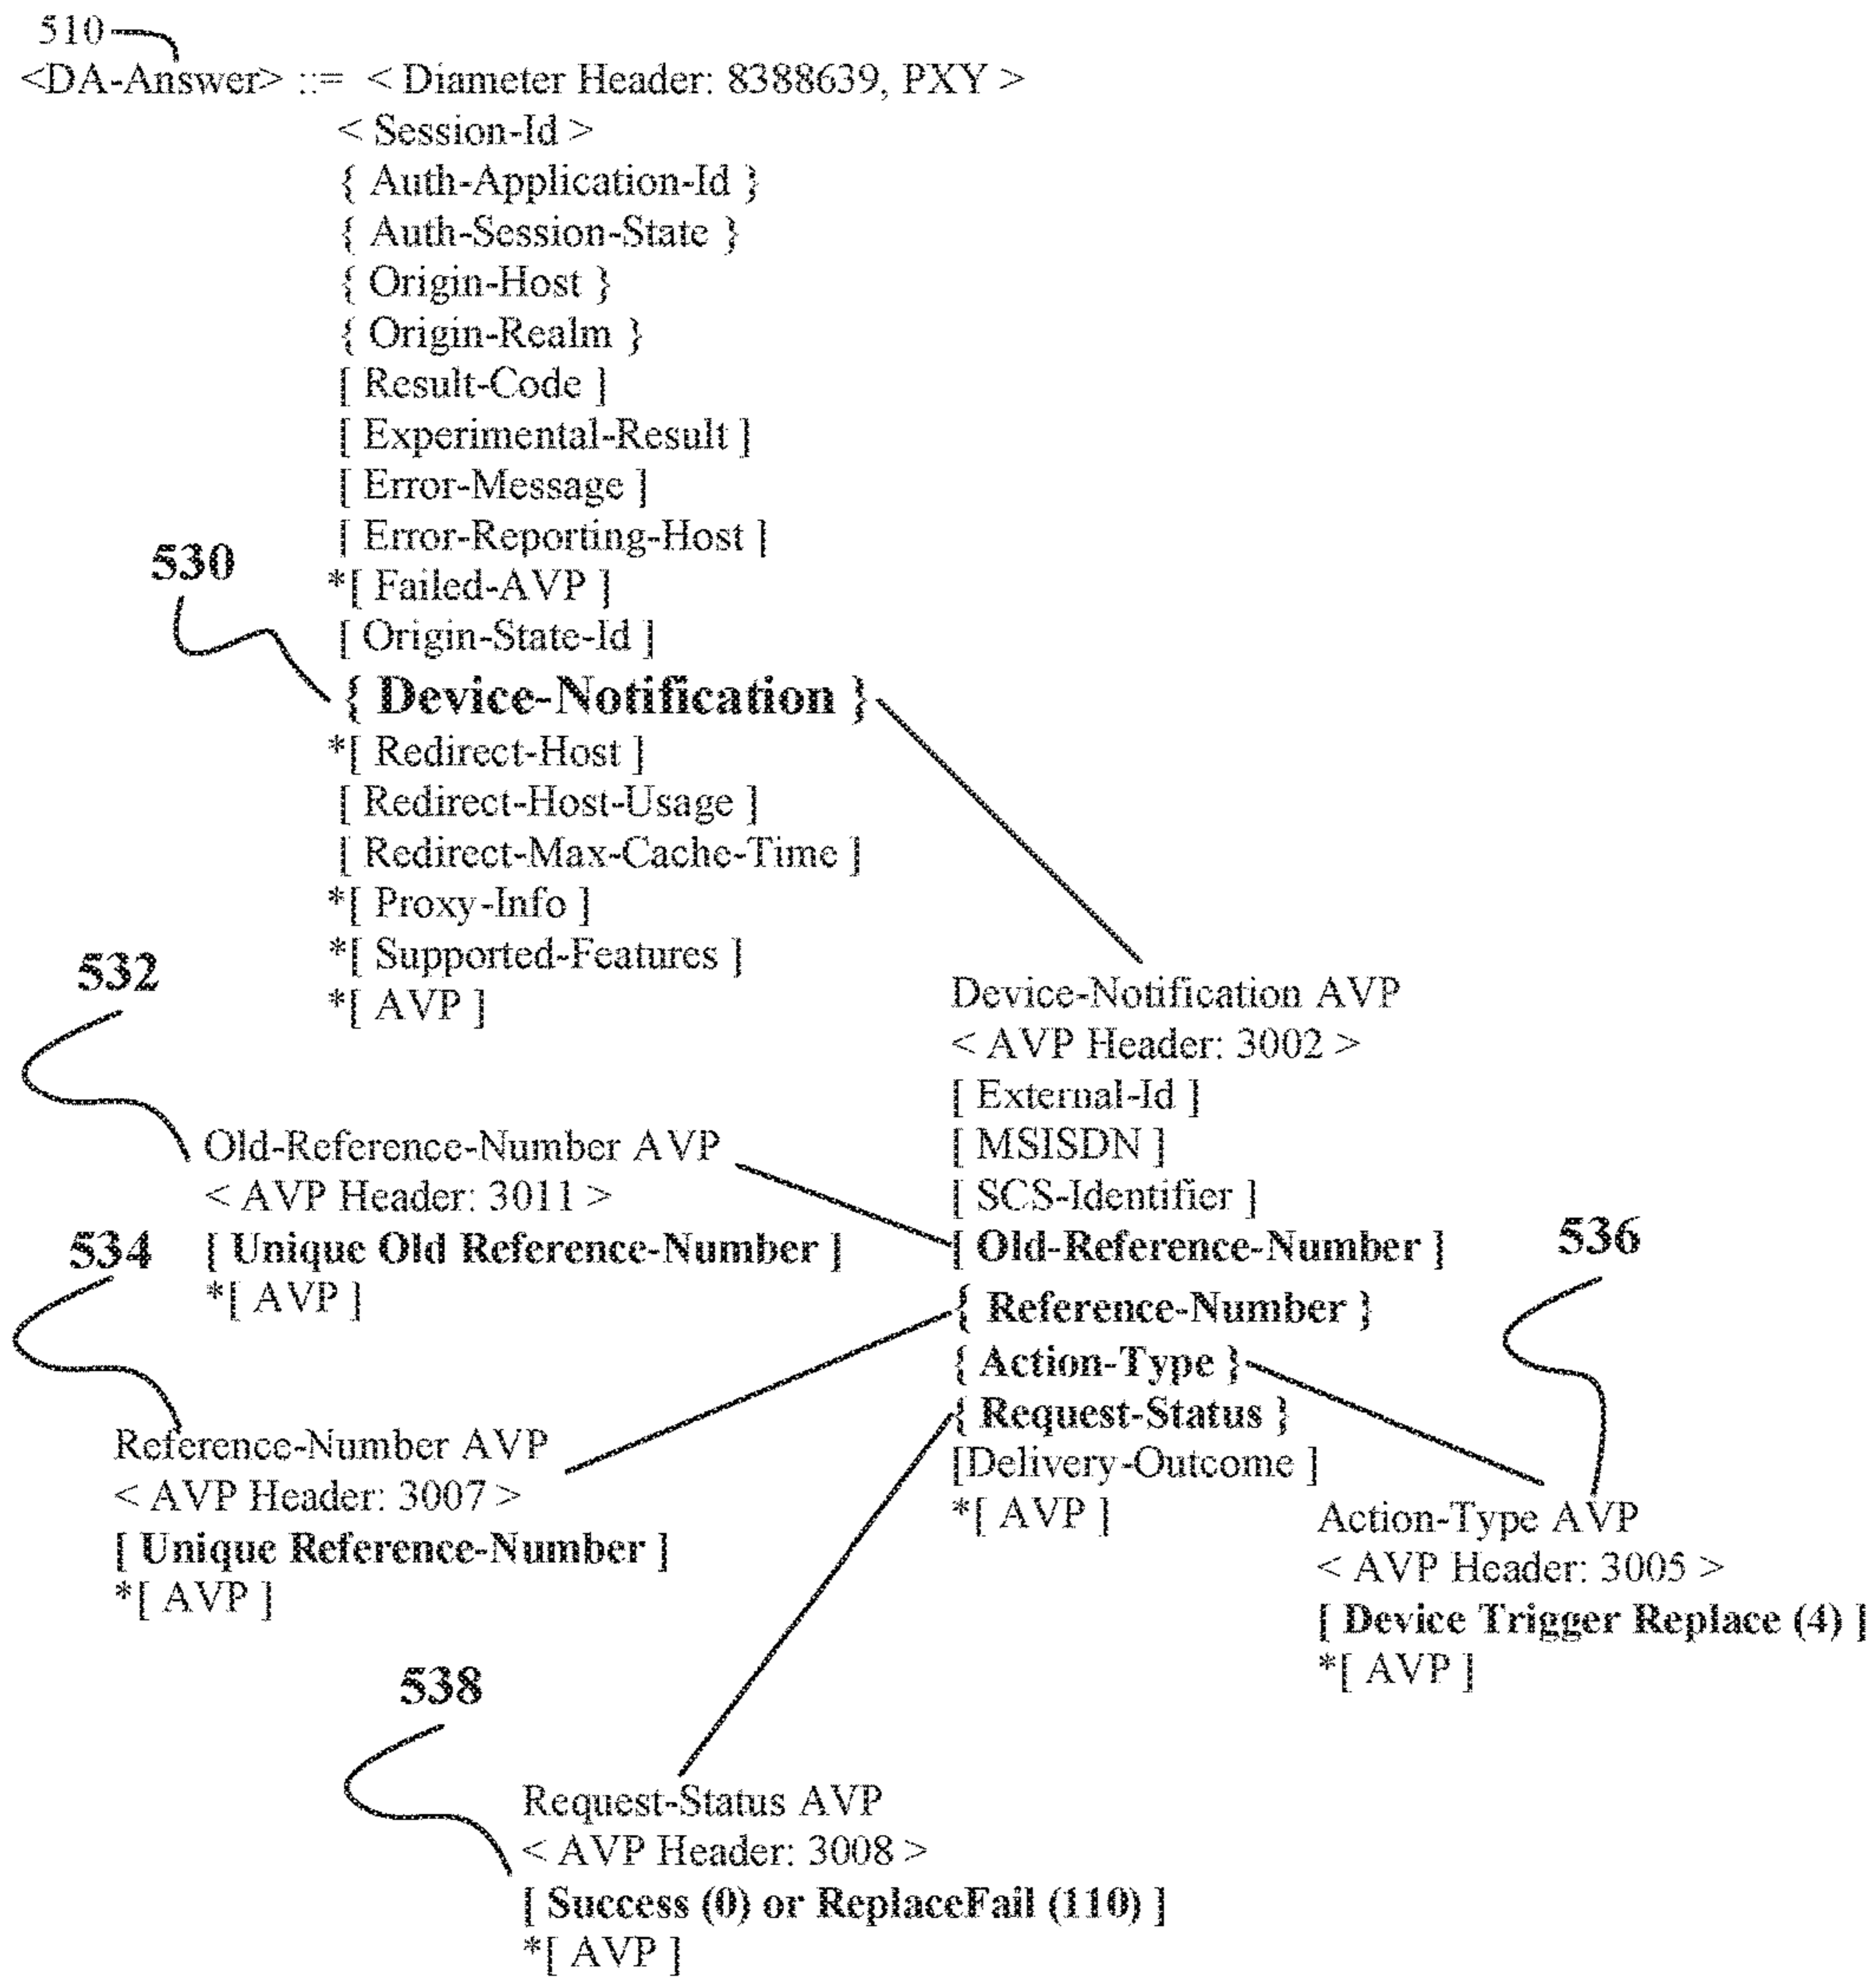 510
<DA-Answer> ::= < Diameter Header: 8388639, PXY >
< Session-Id >
{ Auth-Application-Id }
{ Auth-Session-State }
{ Origin-Host }
{ Origin-Realm }
[ Result-Code ]
[ Experimental-Result ]
[ Error-Message ]
[ Error-Reporting-Host ]
530
*[ Failed-AVP ]
[ Origin-State-Id ]
{ Device-Notification }
*[ Redirect-Host ]
[ Redirect-Host-Usage ]
[ Redirect-Max-Cache-Time ]
*[ Proxy-Info ]
*[ Supported-Features ]
*[ AVP ]
532
Old-Reference-Number AVP
< AVP Header: 3011 >
[ Unique Old Reference-Number ]
*[ AVP ]
534
Reference-Number AVP
< AVP Header: 3007 >
[ Unique Reference-Number ]
*[ AVP ]
Device-Notification AVP
< AVP Header: 3002 >
[ External-Id ]
[ MSISDN ]
[ SCS-Identifier ]
[ Old-Reference-Number ]
{ Reference-Number }
{ Action-Type }
{ Request-Status }
[Delivery-Outcome ]
*[ AVP ]
536
Action-Type AVP
< AVP Header: 3005 >
[ Device Trigger Replace (4) ]
*[ AVP ]
538
Request-Status AVP
< AVP Header: 3008 >
[ Success (0) or ReplaceFail (110) ]
*[ AVP ]